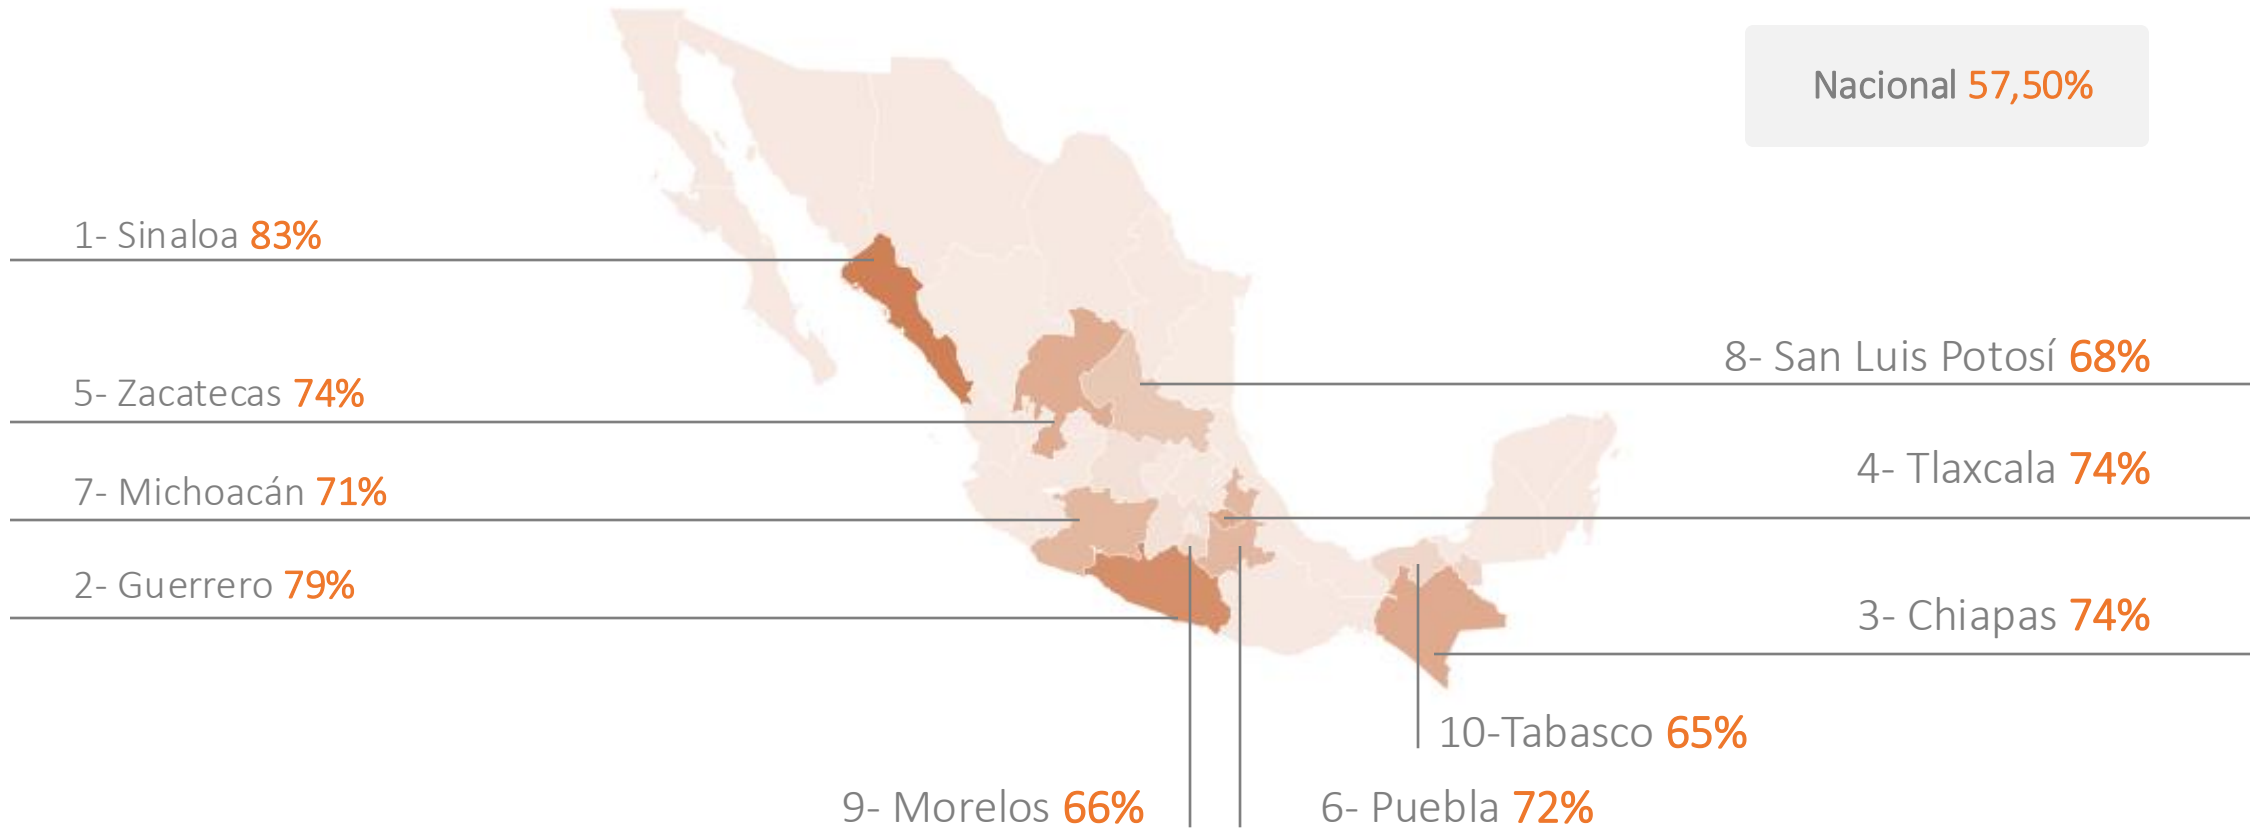 Nacional 57,50%
1- Sinaloa 83%
5- Zacatecas 74%
7- Michoacán 71%
2- Guerrero 79%
8- San Luis Potosí 68%
4- Tlaxcala 74%
3- Chiapas 74%
10-Tabasco 65%
9- Morelos 66%
6- Puebla 72%